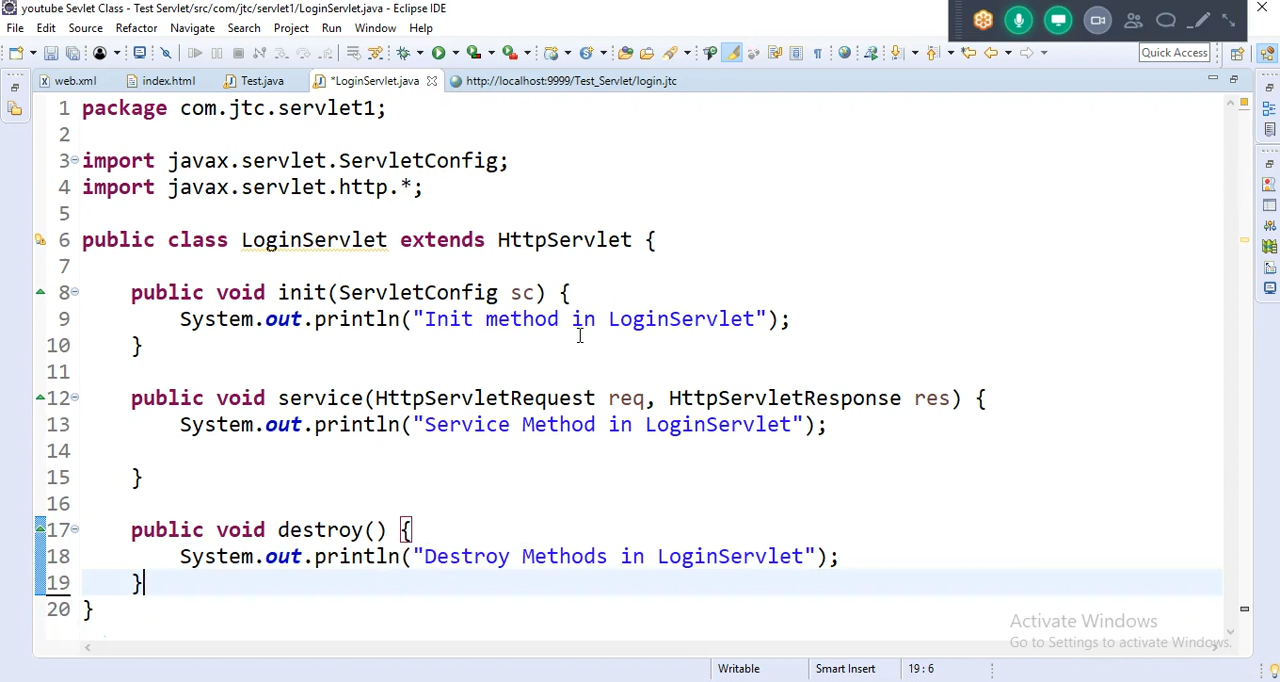 youtube Sevlet Class - Test Servlet/src/com/jtc/servlet1/LoginServlet.java - Eclipse IDE
File Edit Source Refactor Navigate Search Project Run Window Help
Quick Access
web.xml index.html Test.java *LoginServlet.java http://localhost:9999/Test_Servlet/login.jtc
1 package com.jtc.servlet1;
2
3 import javax.servlet.ServletConfig;
4 import javax.servlet.http.*;
5
6 public class LoginServlet extends HttpServlet {
7
8 public void init(ServletConfig sc) {
9 System.out.println("Init method in LoginServlet");
10 }
11
12 public void service(HttpServletRequest req, HttpServletResponse res) {
13 System.out.println("Service Method in LoginServlet");
14
15 }
16
17 public void destroy() {
18 System.out.println("Destroy Methods in LoginServlet");
19 }
20 }
Activate Windows
Go to Settings to activate Windows.
Writable Smart Insert 19 : 6